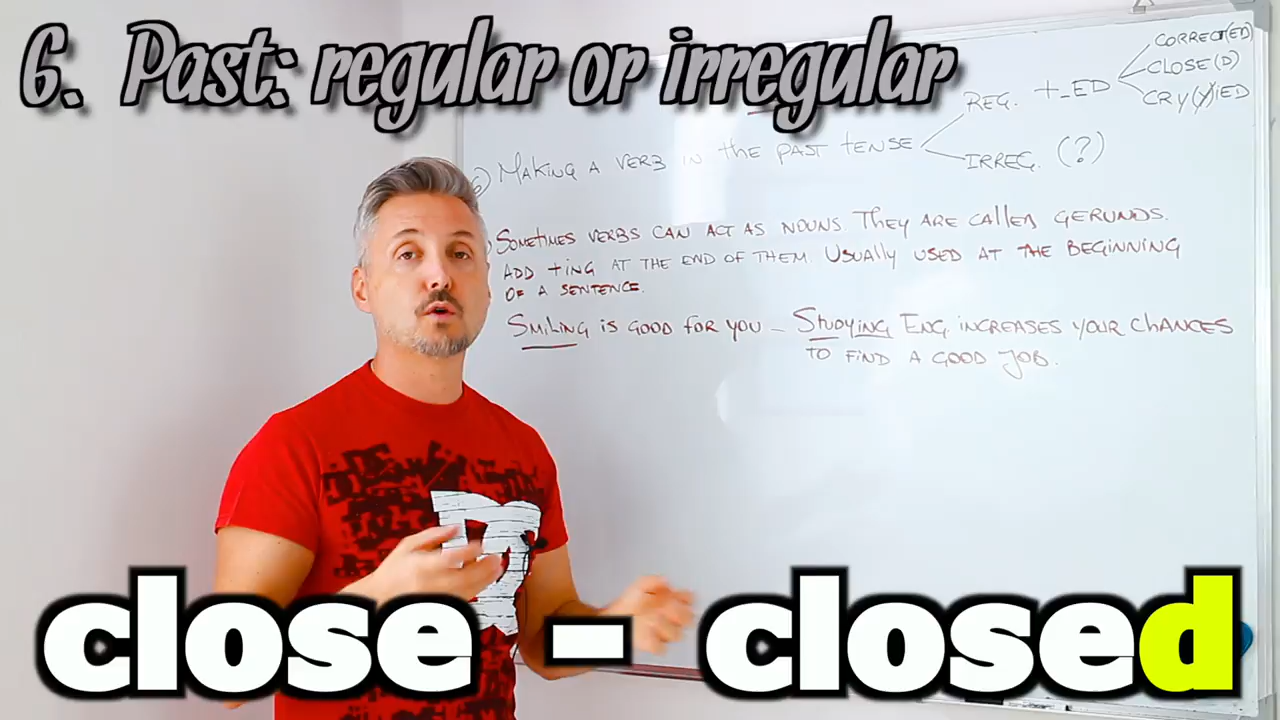 6. Past: regular or irregular
CORRECT(ED)
REG. +_ED
CLOSE(D)
CRY(Y)IED
6) MAKING A VERB IN the PAST tENSE
IRREG. (?)
SOMEtIMES VERBS CAN ACT AS NOUNS. THEY ARE CALLED GERUNDS.
ADD +ING AT THE END OF THEM. USUALLY USED AT THE BEGINNING
OF A SENTENCE.
SMILING IS GOOD FOR YOU - STUDYING ENG INCREASES YOUR CHANCES
TO FIND A GOOD JOB.
close - closed